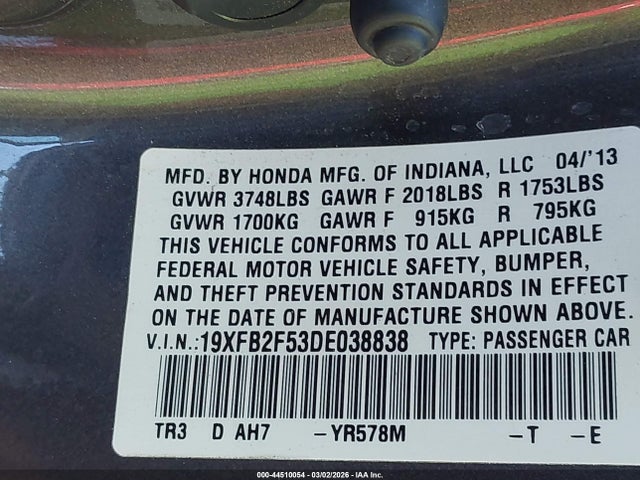 MFD. BY HONDA MFG. OF INDIANA, LLC 04/'13
GVWR 3748LBS GAWR F 2018LBS R 1753LBS
GVWR 1700KG GAWR F 915KG R 795KG
THIS VEHICLE CONFORMS TO ALL APPLICABLE
FEDERAL MOTOR VEHICLE SAFETY, BUMPER,
AND THEFT PREVENTION STANDARDS IN EFFECT
ON THE DATE OF MANUFACTURE SHOWN ABOVE.
V.I.N.:19XFB2F53DE038838 TYPE: PASSENGER CAR
TR3 D AH7 -YR578M -T -E
000-44510054 - 03/02/2026 - IAA Inc.